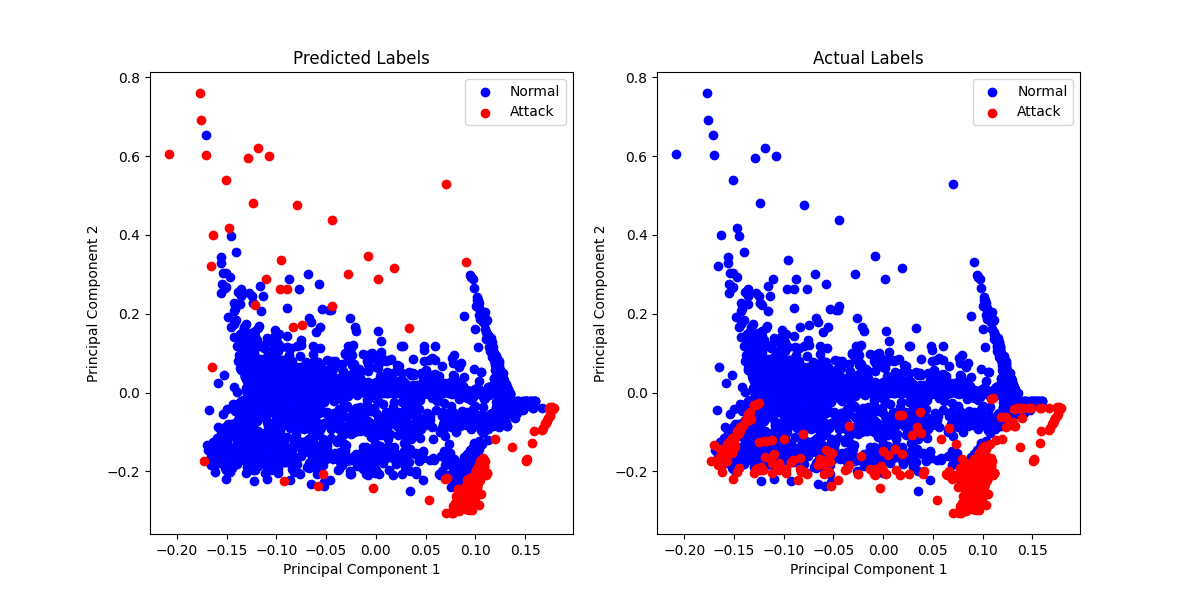 Predicted Labels
Normal
Attack
0.8
0.6
0.4
0.2
0.0
−0.2
Principal Component 2
−0.20 −0.15 −0.10 −0.05 0.00 0.05 0.10 0.15
Principal Component 1
Actual Labels
Normal
Attack
0.8
0.6
0.4
0.2
0.0
−0.2
Principal Component 2
−0.20 −0.15 −0.10 −0.05 0.00 0.05 0.10 0.15
Principal Component 1